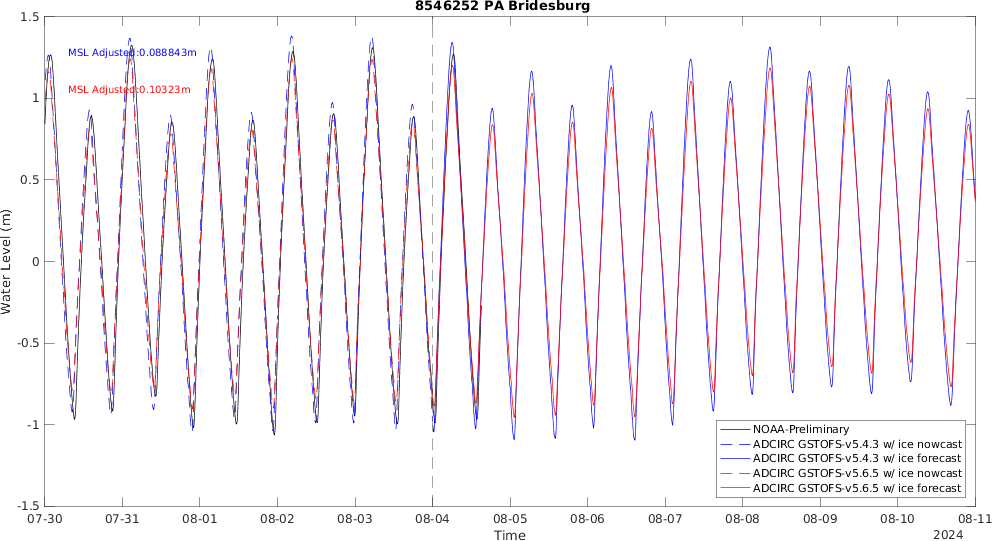 8546252 PA Bridesburg
MSL Adjusted:0.088843m
MSL Adjusted:0.10323m
Water Level (m)
1.5
1
0.5
0
-0.5
-1
-1.5
NOAA-Preliminary
ADCIRC GSTOFS-v5.4.3 w/ ice nowcast
ADCIRC GSTOFS-v5.4.3 w/ ice forecast
ADCIRC GSTOFS-v5.6.5 w/ ice nowcast
ADCIRC GSTOFS-v5.6.5 w/ ice forecast
07-30 07-31 08-01 08-02 08-03 08-04 08-05 08-06 08-07 08-08 08-09 08-10 08-11
Time
2024